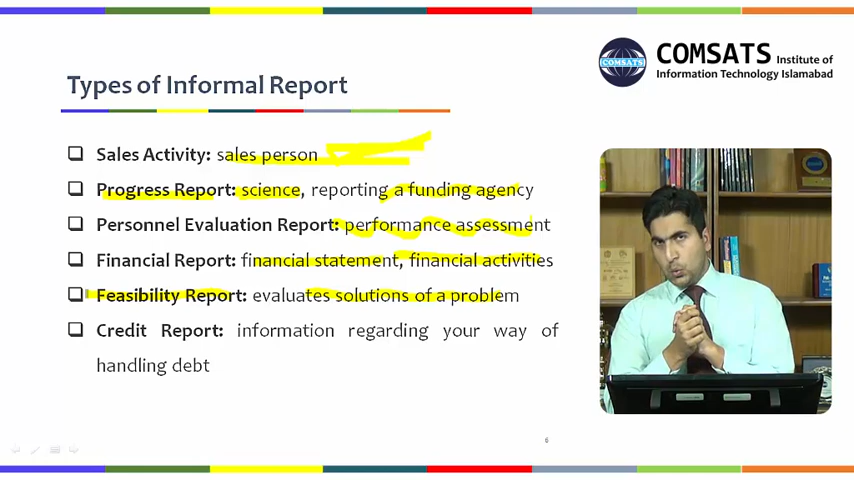 COMSATS Institute of
Information Technology Islamabad
COMSATS
Types of Informal Report
Sales Activity: sales person
Progress Report: science, reporting a funding agency
Personnel Evaluation Report: performance assessment
Financial Report: financial statement, financial activities
Feasibility Report: evaluates solutions of a problem
Credit Report: information regarding your way of
handling debt
6